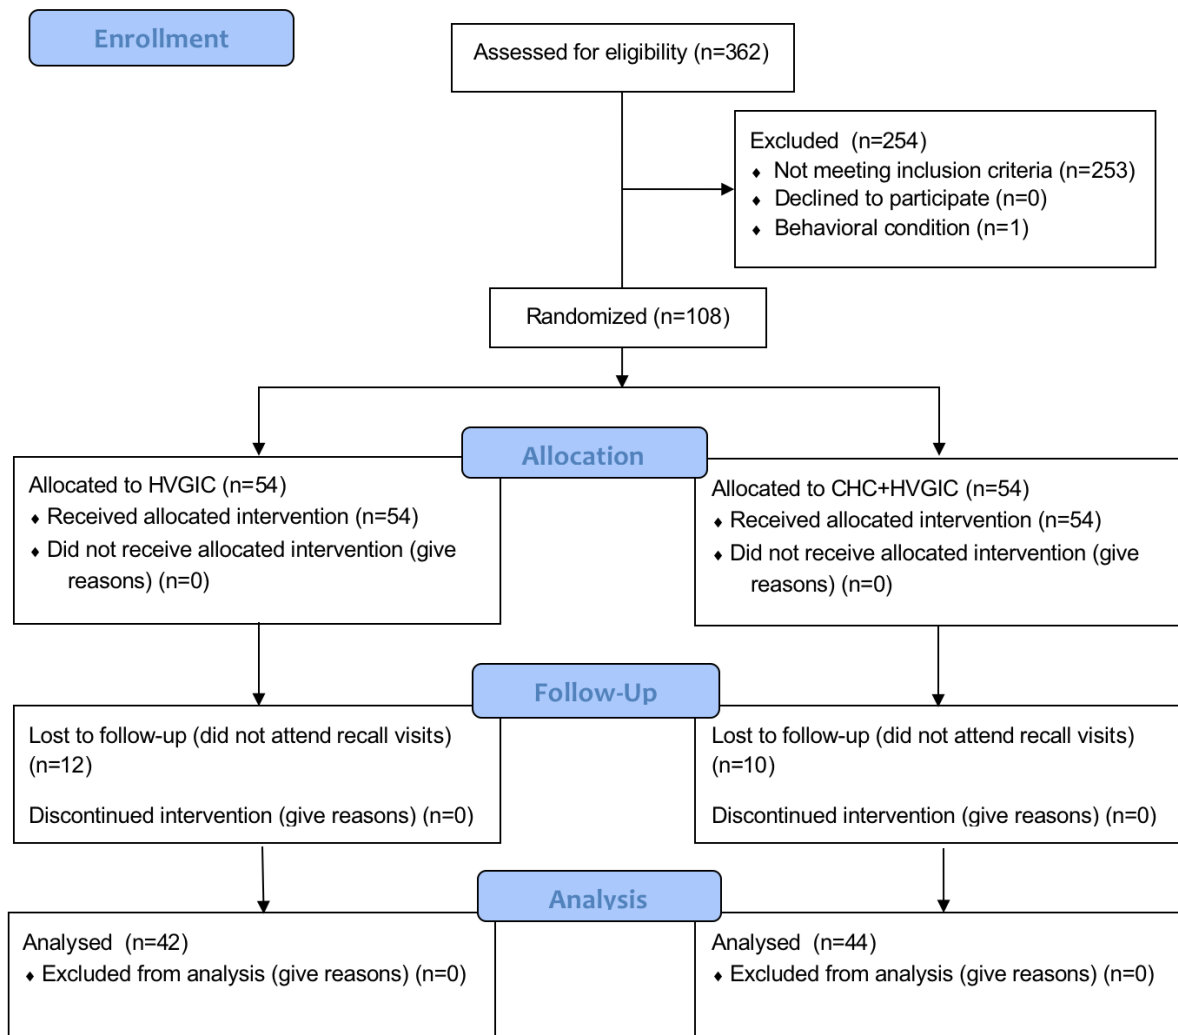 Enrollment
Assessed for eligibility (n=362)
Excluded (n=254)
♦ Not meeting inclusion criteria (n=253)
♦ Declined to participate (n=0)
♦ Behavioral condition (n=1)
Randomized (n=108)
Allocation
Allocated to HVGIC (n=54)
♦ Received allocated intervention (n=54)
♦ Did not receive allocated intervention (give
reasons) (n=0)
Allocated to CHC+HVGIC (n=54)
♦ Received allocated intervention (n=54)
♦ Did not receive allocated intervention (give
reasons) (n=0)
Follow-Up
Lost to follow-up (did not attend recall visits)
(n=12)
Discontinued intervention (give reasons) (n=0)
Lost to follow-up (did not attend recall visits)
(n=10)
Discontinued intervention (give reasons) (n=0)
Analysis
Analysed (n=42)
♦ Excluded from analysis (give reasons) (n=0)
Analysed (n=44)
♦ Excluded from analysis (give reasons) (n=0)